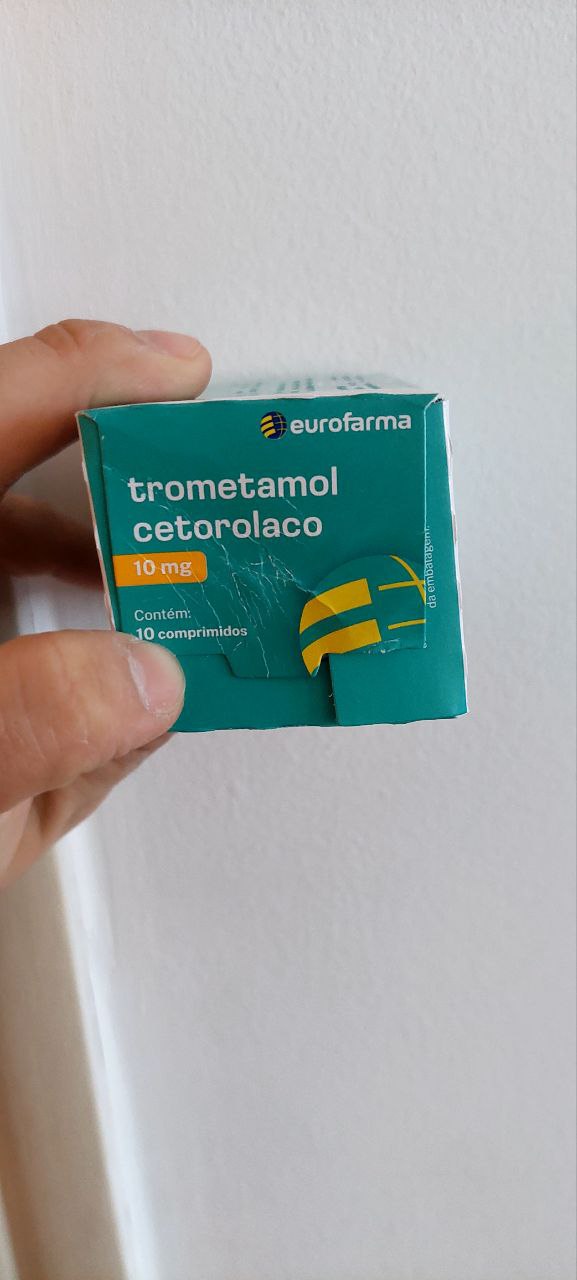 eurofarma
trometamol
cetorolaco
10 mg
Contém:
10 comprimidos
da embalagem.